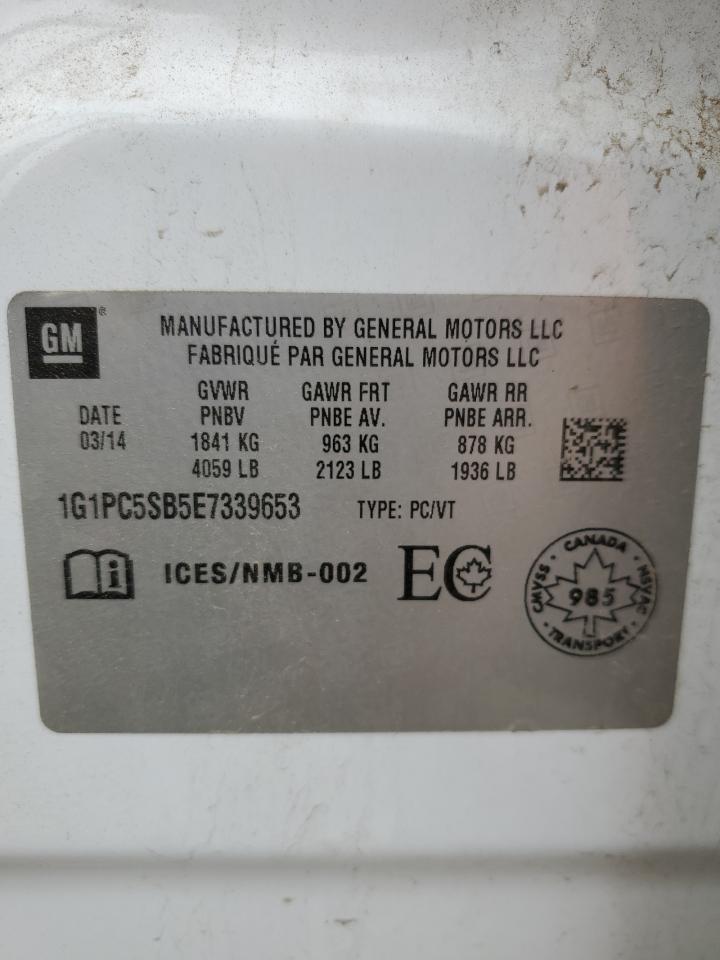 GM®
MANUFACTURED BY GENERAL MOTORS LLC
FABRIQUÉ PAR GENERAL MOTORS LLC
GVWR GAWR FRT GAWR RR
DATE PNBV PNBE AV. PNBE ARR.
03/14 1841 KG 963 KG 878 KG
4059 LB 2123 LB 1936 LB
1G1PC5SB5E7339653 TYPE: PC/VT
i ICES/NMB-002 EC
CANADA
CMVSS 985 NSVAC
TRANSPORT